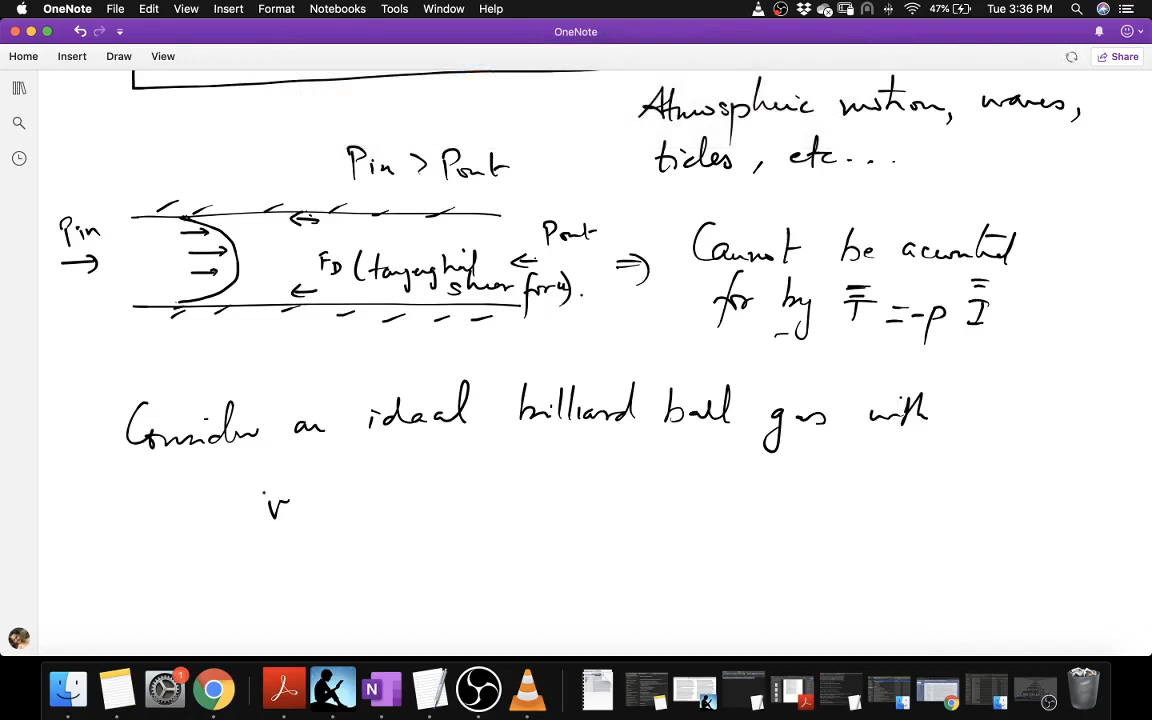 OneNote File Edit View Insert Format Notebooks Tools Window Help 47% Tue 3:36 PM
OneNote
Home Insert Draw View Share
Atmospheric motion, waves,
tides, etc...
Pin > Pout
Pin
Pout
FD (tangential
shear force).
⇒ Cannot be accounted
for by T̿ = -p I̿
Consider an ideal billiard ball gas with
v
1
N